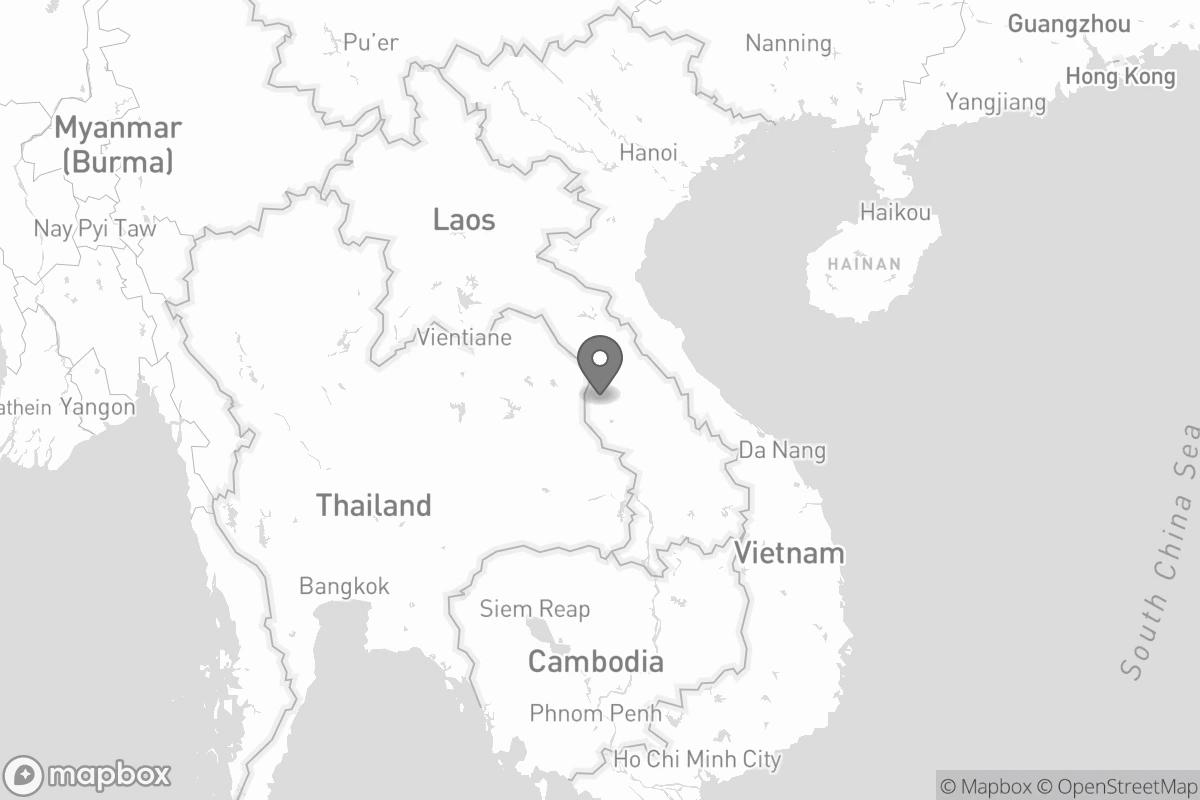 Guangzhou
Pu’er
Nanning
Hong Kong
Yangjiang
Myanmar
(Burma)
Hanoi
Haikou
Laos
Nay Pyi Taw
HAINAN
Vientiane
athein
Yangon
Da Nang
Thailand
Vietnam
South China Sea
Bangkok
Siem Reap
Cambodia
Phnom Penh
Ho Chi Minh City
mapbox
© Mapbox © OpenStreetMap